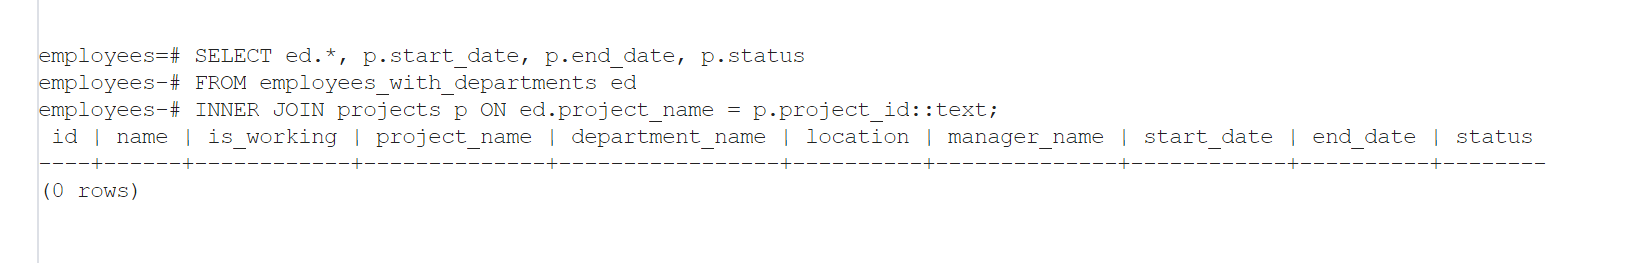 employees=# SELECT ed.*, p.start_date, p.end_date, p.status
employees-# FROM employees_with_departments ed
employees-# INNER JOIN projects p ON ed.project_name = p.project_id::text;
 id | name | is_working | project_name | department_name | location | manager_name | start_date | end_date | status
----+------+------------+--------------+-----------------+----------+--------------+------------+----------+--------
(0 rows)